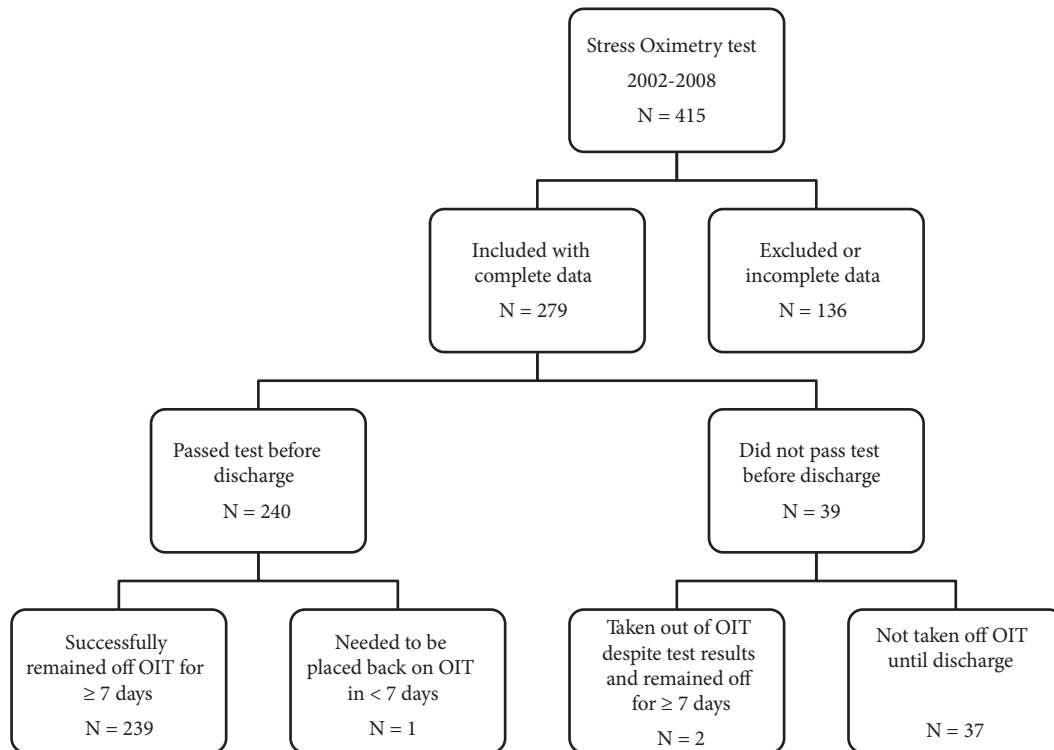 Stress Oximetry test
2002-2008
N = 415
Included with
complete data
N = 279
Excluded or
incomplete data
N = 136
Passed test before
discharge
N = 240
Did not pass test
before discharge
N = 39
Successfully
remained off OIT for
≥ 7 days
N = 239
Needed to be
placed back on OIT
in < 7 days
N = 1
Taken out of OIT
despite test results
and remained off
for ≥ 7 days
N = 2
Not taken off OIT
until discharge
N = 37